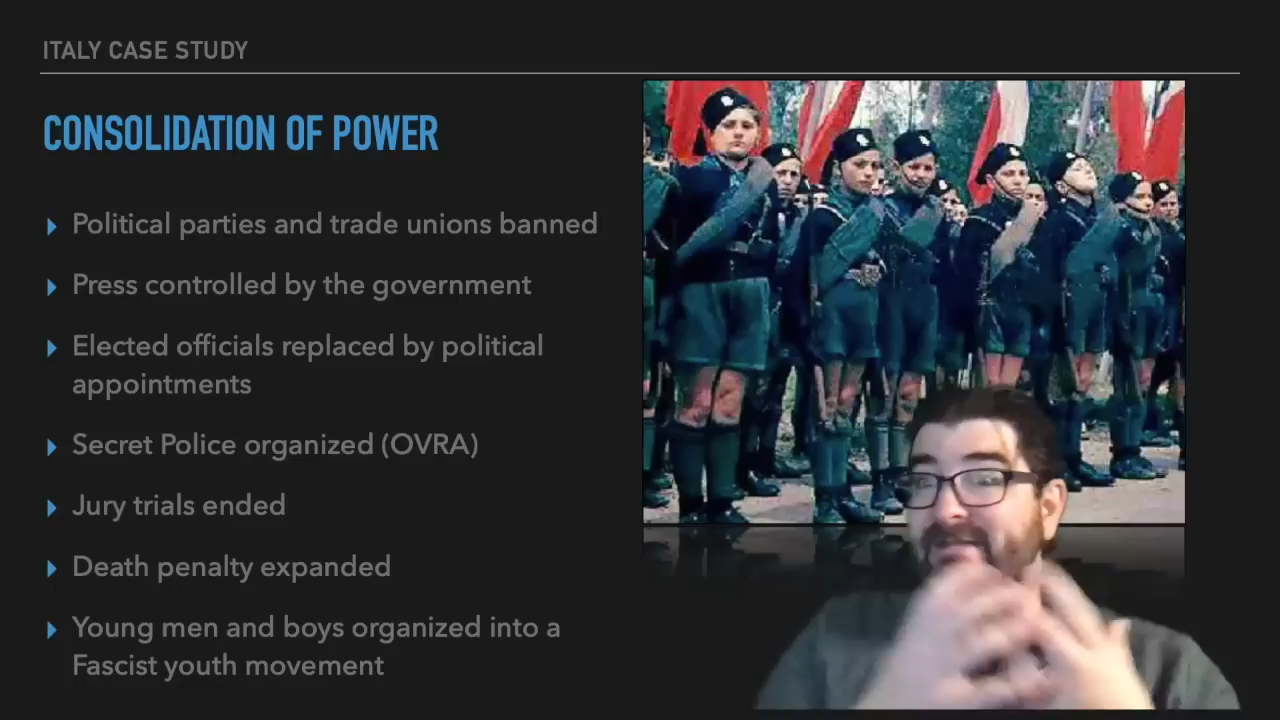 ITALY CASE STUDY
CONSOLIDATION OF POWER
Political parties and trade unions banned
Press controlled by the government
Elected officials replaced by political
appointments
Secret Police organized (OVRA)
Jury trials ended
Death penalty expanded
Young men and boys organized into a
Fascist youth movement